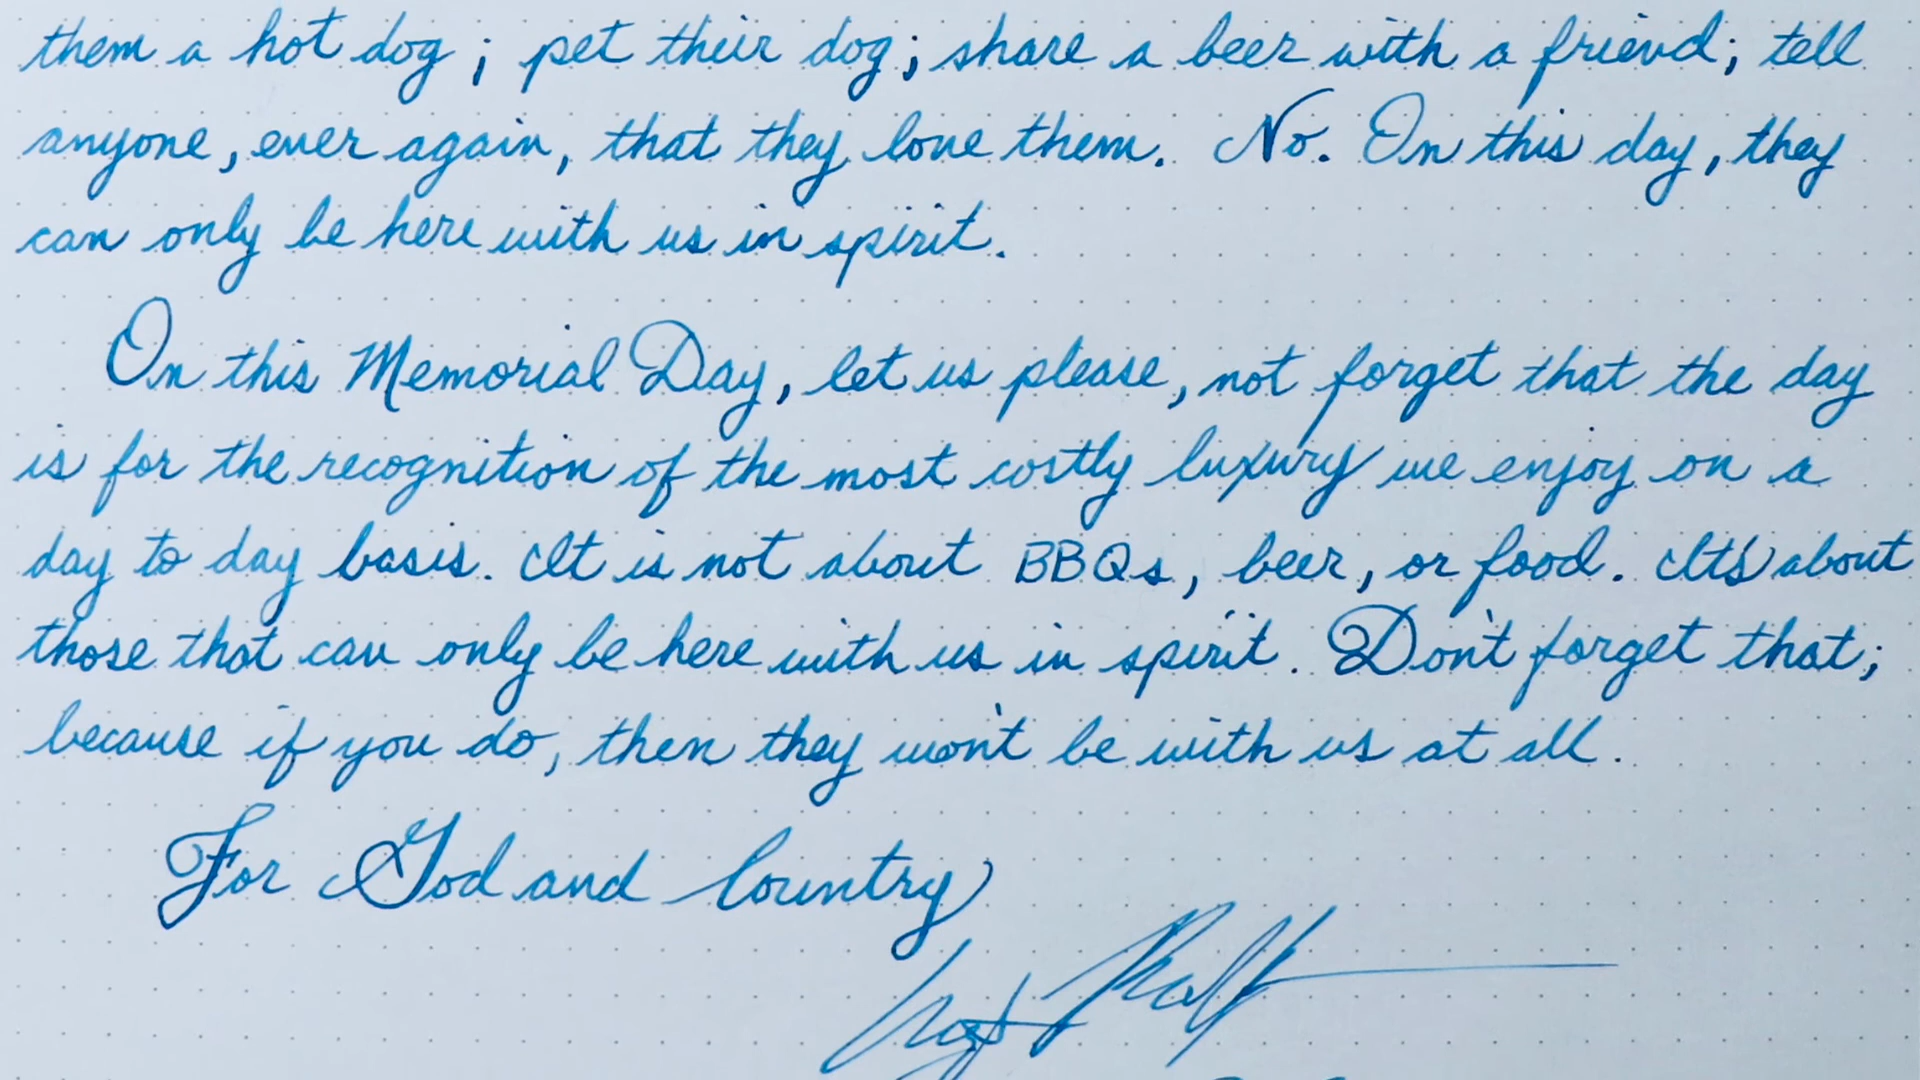 them a hot dog; pet their dog; share a beer with a friend; tell
anyone, ever again, that they love them. No. On this day, they
can only be here with us in spirit.
On this Memorial Day, let us please, not forget that the day
is for the recognition of the most costly luxury we enjoy on a
day to day basis. It is not about BBQs, beer, or food. It's about
those that can only be here with us in spirit. Don't forget that;
because if you do, then they won't be with us at all.
For God and Country